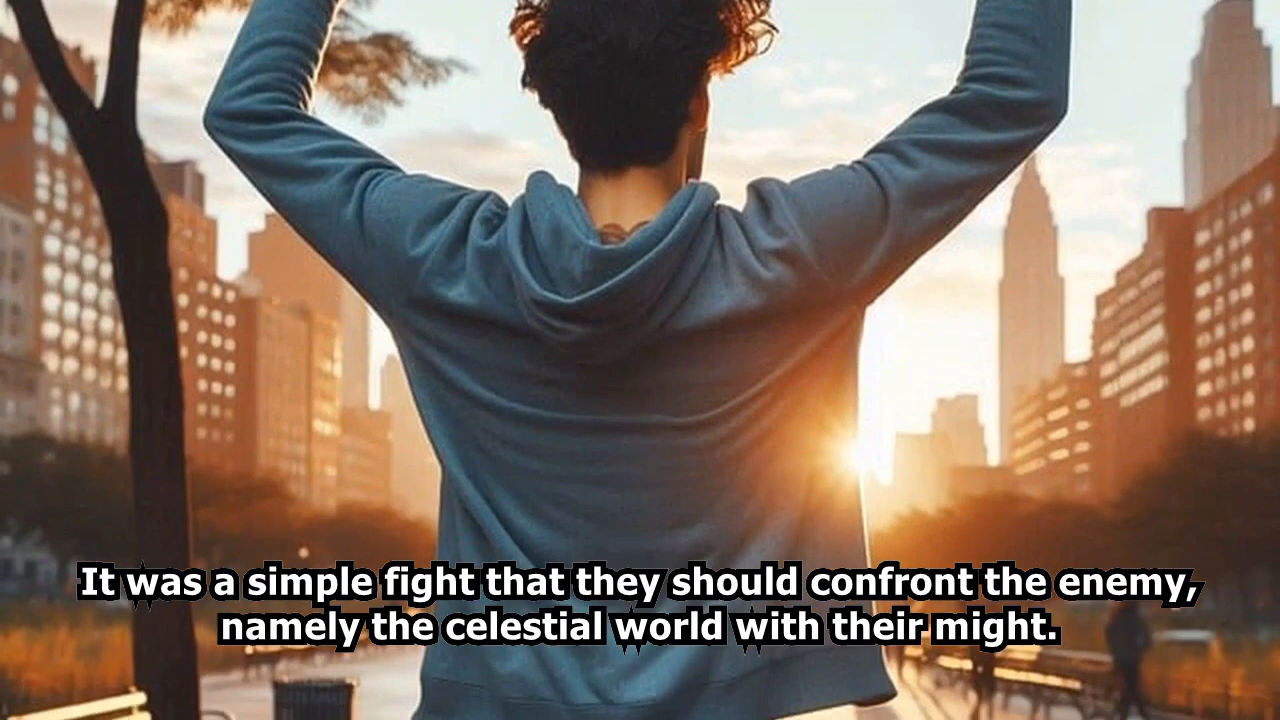 It was a simple fight that they should confront the enemy,
namely the celestial world with their might.